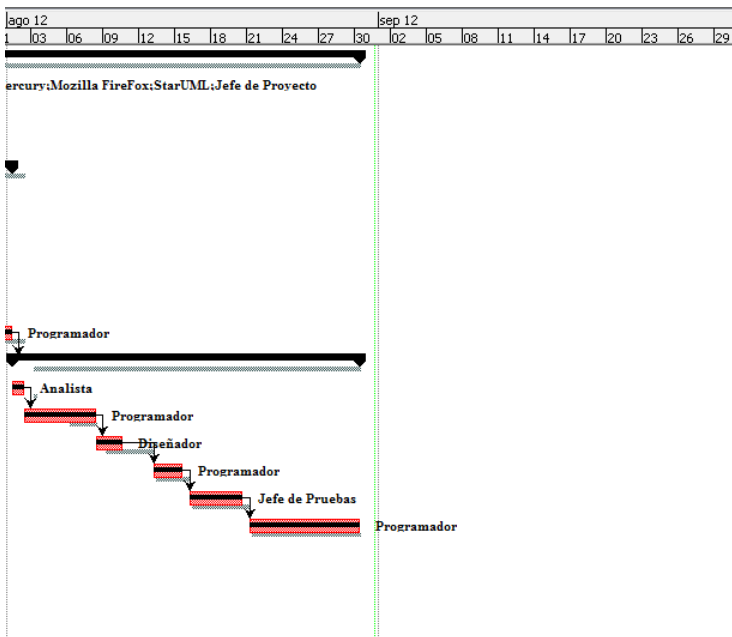 ago 12 sep 12
03 06 09 12 15 18 21 24 27 30 02 05 08 11 14 17 20 23 26 29
ercury;Mozilla FireFox;StarUML;Jefe de Proyecto
Programador
Analista
Programador
Diseñador
Programador
Jefe de Pruebas
Programador